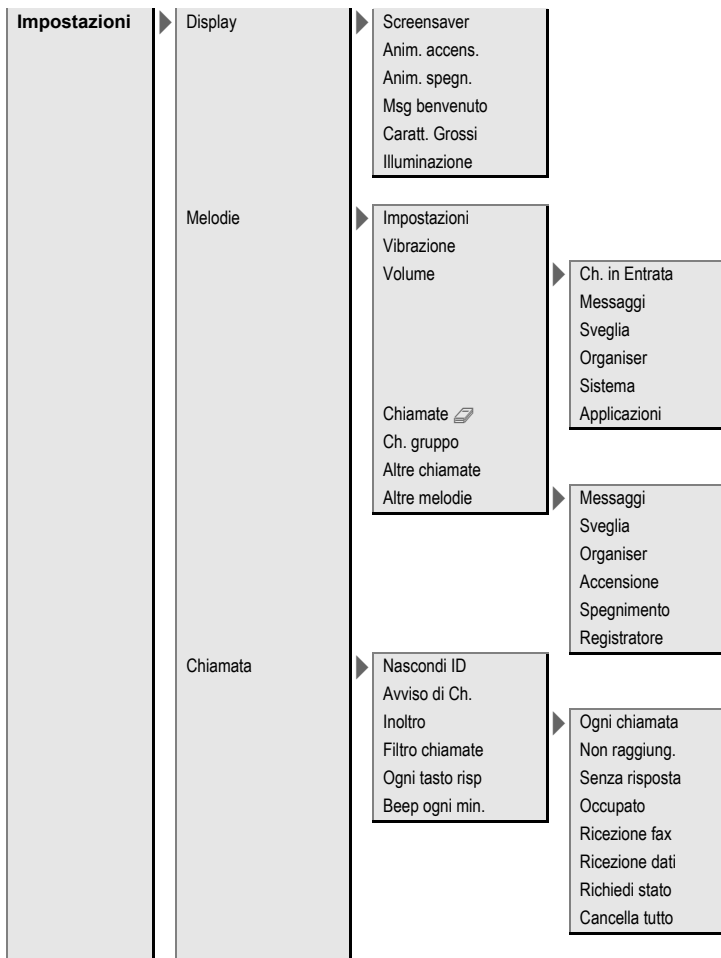 Impostazioni
Display
Screensaver
Anim. accens.
Anim. spegn.
Msg benvenuto
Caratt. Grossi
Illuminazione
Melodie
Impostazioni
Vibrazione
Volume
Ch. in Entrata
Messaggi
Sveglia
Organiser
Sistema
Applicazioni
Chiamate
Ch. gruppo
Altre chiamate
Altre melodie
Messaggi
Sveglia
Organiser
Accensione
Spegnimento
Registratore
Chiamata
Nascondi ID
Avviso di Ch.
Inoltro
Ogni chiamata
Non raggiung.
Senza risposta
Occupato
Ricezione fax
Ricezione dati
Richiedi stato
Cancella tutto
Filtro chiamate
Ogni tasto risp
Beep ogni min.